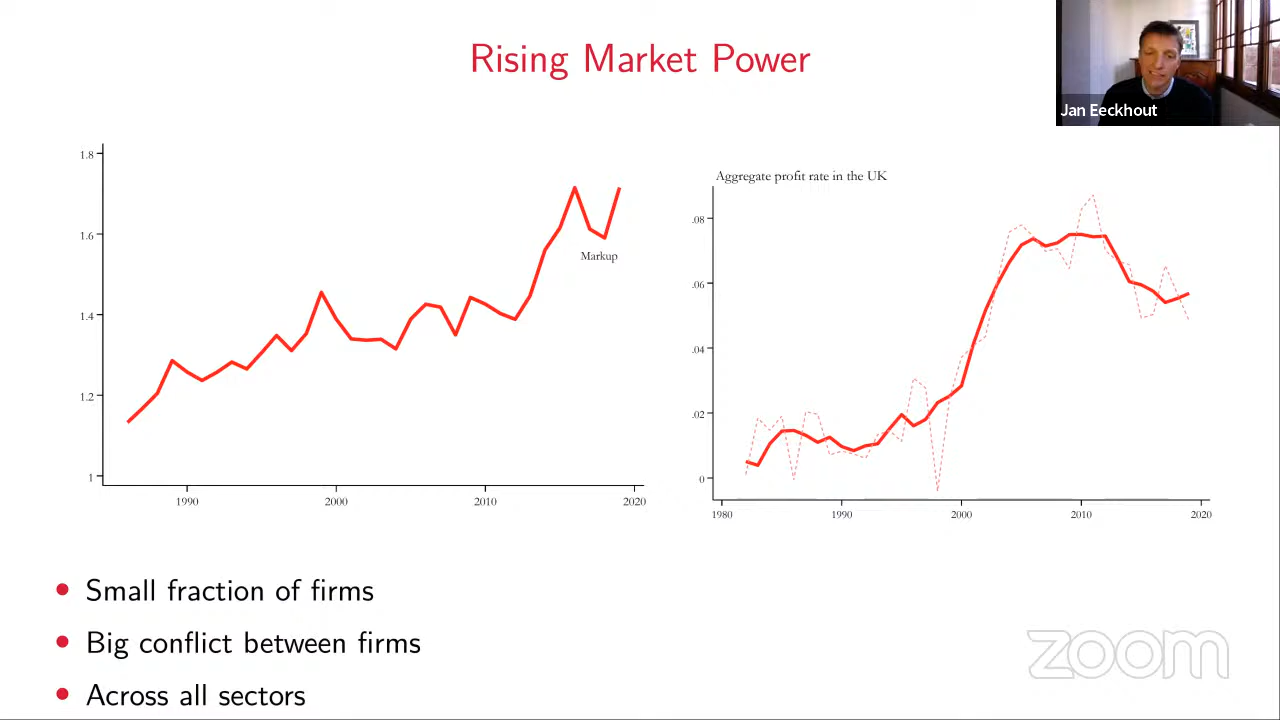 Rising Market Power
Jan Eeckhout
1.8
1.6
1.4
1.2
1
Markup
1990
2000
2010
2020
Aggregate profit rate in the UK
.08
.06
.04
.02
0
1980
1990
2000
2010
2020
Small fraction of firms
Big conflict between firms
Across all sectors
zoom